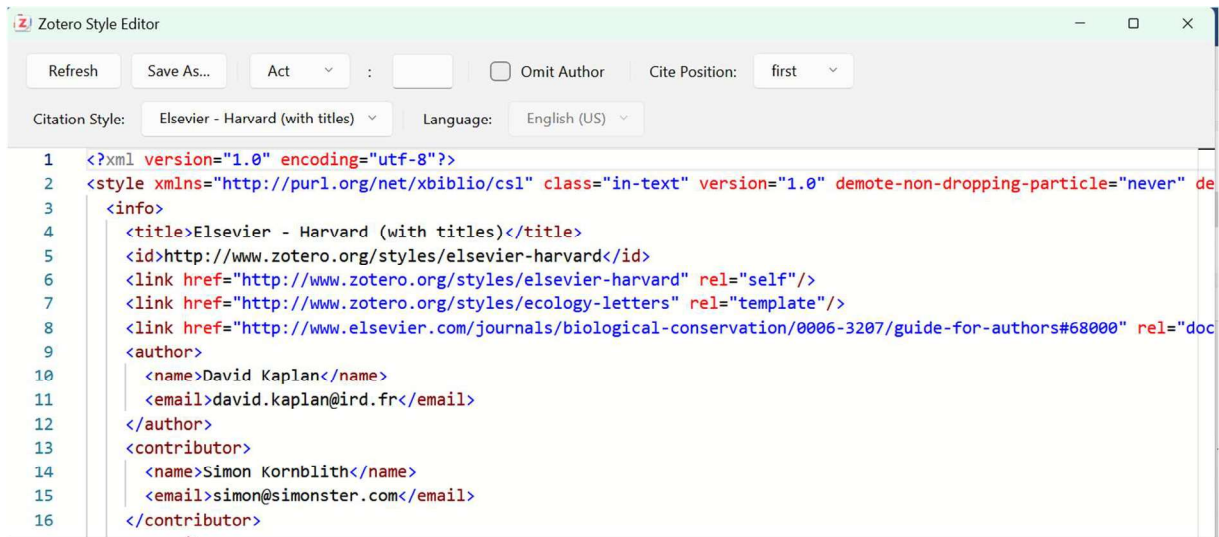 Zotero Style Editor
Refresh Save As... Act : Omit Author Cite Position: first
Citation Style: Elsevier - Harvard (with titles) Language: English (US)
1 <?xml version="1.0" encoding="utf-8"?>
2 <style xmlns="http://purl.org/net/xbiblio/csl" class="in-text" version="1.0" demote-non-dropping-particle="never" de
3 <info>
4 <title>Elsevier - Harvard (with titles)</title>
5 <id>http://www.zotero.org/styles/elsevier-harvard</id>
6 <link href="http://www.zotero.org/styles/elsevier-harvard" rel="self"/>
7 <link href="http://www.zotero.org/styles/ecology-letters" rel="template"/>
8 <link href="http://www.elsevier.com/journals/biological-conservation/0006-3207/guide-for-authors#68000" rel="doc
9 <author>
10 <name>David Kaplan</name>
11 <email>david.kaplan@ird.fr</email>
12 </author>
13 <contributor>
14 <name>Simon Kornblith</name>
15 <email>simon@simonster.com</email>
16 </contributor>